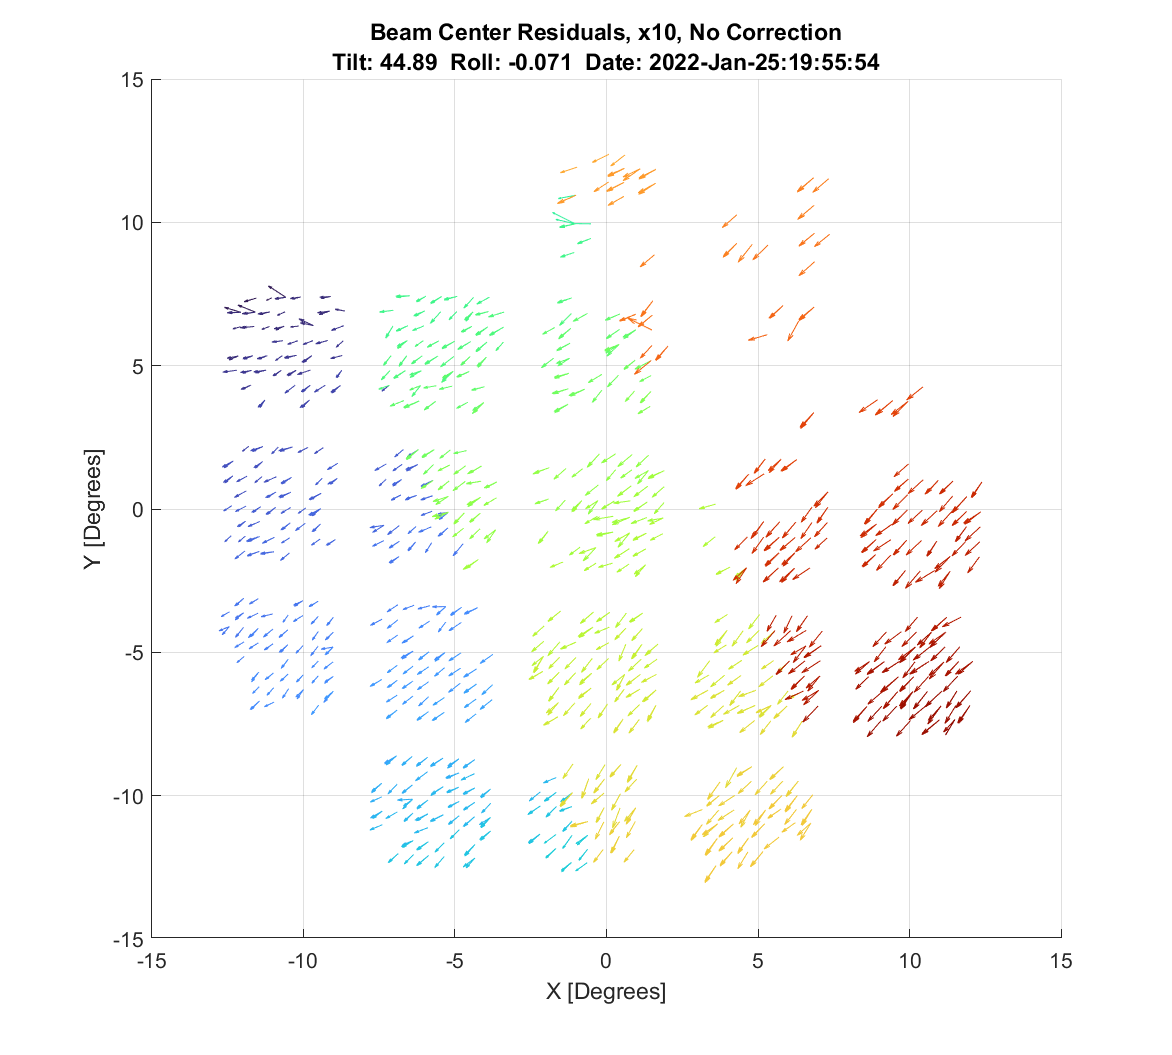 Beam Center Residuals, x10, No Correction
Tilt: 44.89 Roll: -0.071 Date: 2022-Jan-25:19:55:54
15
10
5
0
-5
-10
-15
Y [Degrees]
-15 -10 -5 0 5 10 15
X [Degrees]